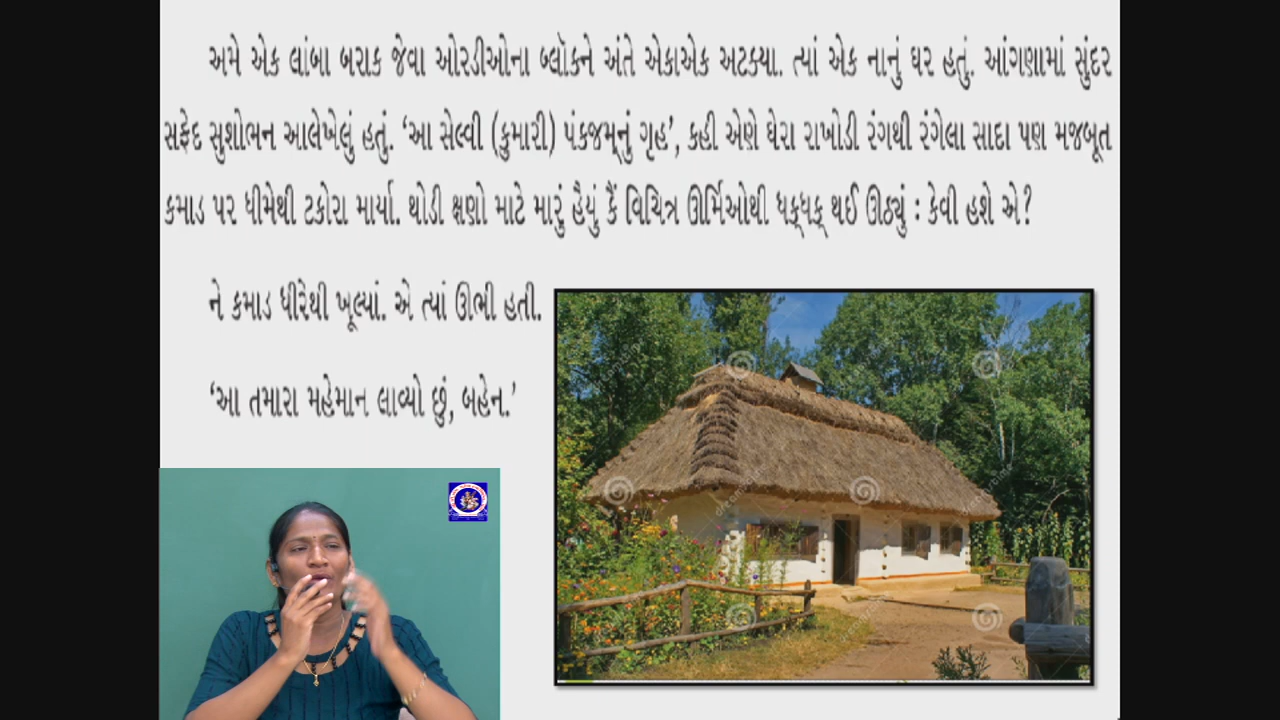 અમે એક લાંબા બરાક જેવા ઓરડીઓના બ્લૉકને અંતે એકાએક અટક્યા. ત્યાં એક નાનું ઘર હતું. આંગણામાં સુંદર
સફેદ સુશોભન આલેખેલું હતું. ‘આ સેલ્વી (કુમારી) પંકજમ્‌નું ગૃહ’, કહી એણે ઘેરા રાખોડી રંગથી રંગેલા સાદા પણ મજબૂત
કમાડ પર ધીમેથી ટકોરા માર્યા. થોડી ક્ષણો માટે મારું હૈયું કૈં વિચિત્ર ઊર્મિઓથી ધક્‌ધક્ થઈ ઊઠ્યું : કેવી હશે એ?
ને કમાડ ધીરેથી ખૂલ્યાં. એ ત્યાં ઊભી હતી.
‘આ તમારા મહેમાન લાવ્યો છું, બહેન.’